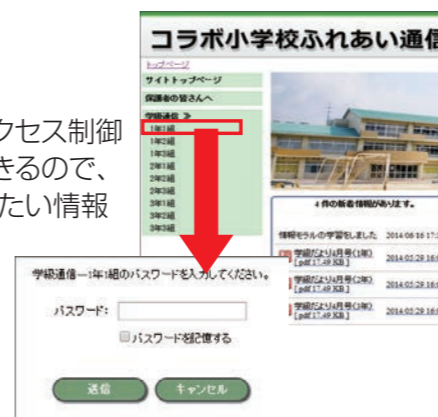 コラボ小学校ふれあい通信
トップページ
サイトトップページ
保護者の皆さんへ
学級通信 ≫
1年1組
1年2組
1年3組
2年1組
2年2組
2年3組
3年1組
3年2組
3年3組
クセス制御
きるので、
たい情報
4 件の新着情報があります。
情報モラルの学習をしました 2014/06/16 17:
学級だより4月号(1年) 2014/05/29 16:
[pdf 17.49 KB ]
学級だより4月号(2年) 2014/05/29 16:
[pdf 17.49 KB ]
学級だより4月号(3年) 2014/05/29 16:
[pdf 17.49 KB ]
学級通信―1年1組のパスワードを入力してください。
パスワード:
パスワードを記憶する
送信
キャンセル